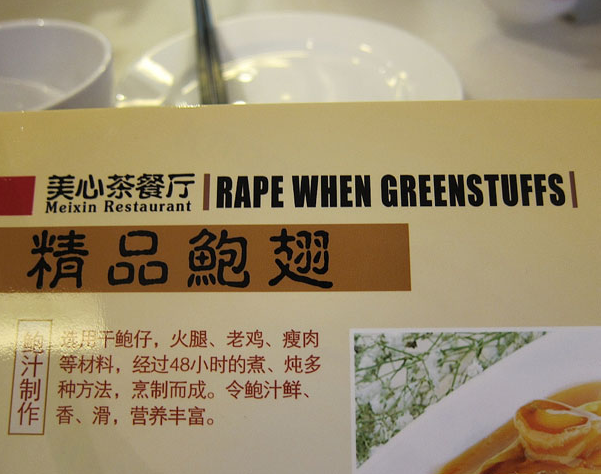 美心茶餐厅
Meixin Restaurant
RAPE WHEN GREENSTUFFS
精品鲍翅
鲍汁制作
选用干鲍仔，火腿、老鸡、瘦肉
等材料，经过48小时的煮、炖多
种方法，烹制而成。令鲍汁鲜、
香、滑，营养丰富。